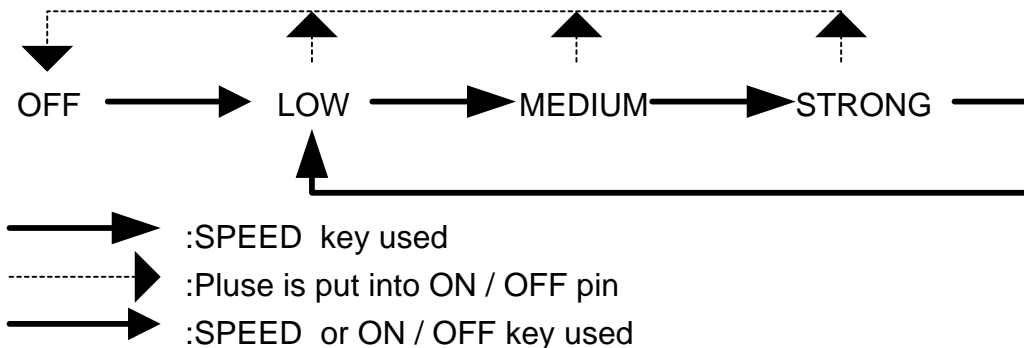 OFF LOW MEDIUM STRONG
:SPEED key used
:Pluse is put into ON / OFF pin
:SPEED or ON / OFF key used